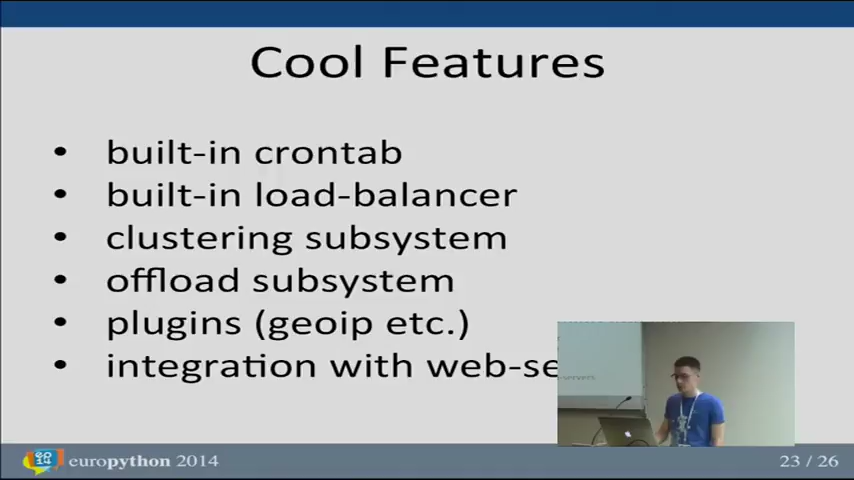 Cool Features
• built-in crontab
• built-in load-balancer
• clustering subsystem
• offload subsystem
• plugins (geoip etc.)
• integration with web-se
europython 2014
23 / 26